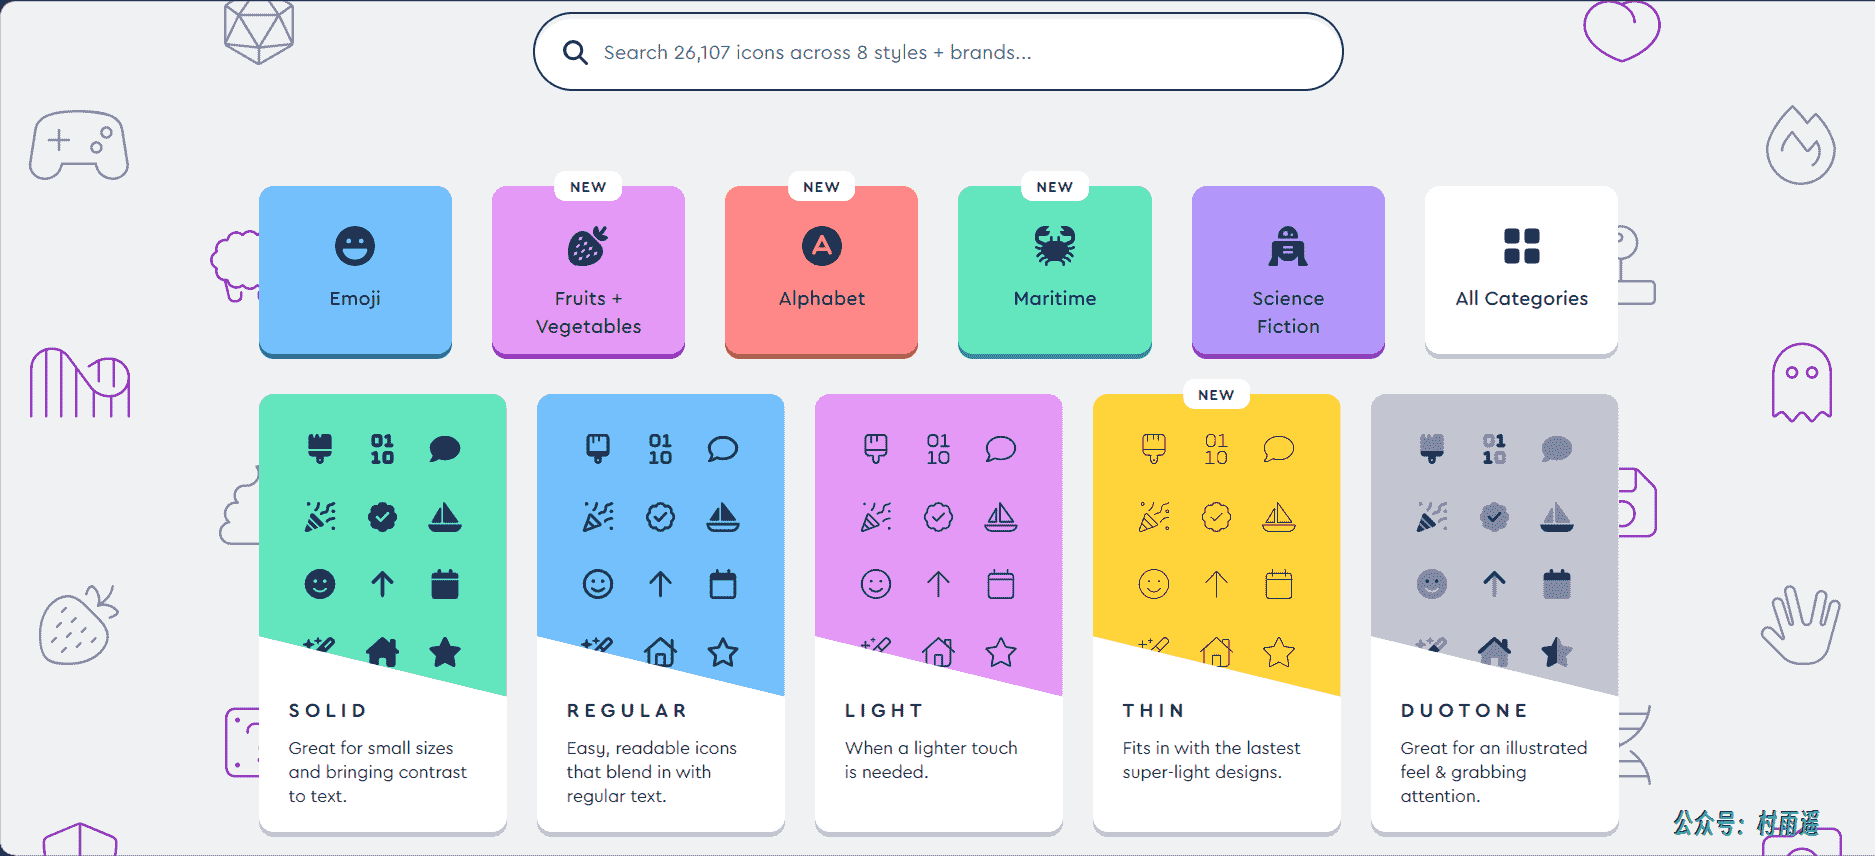 Search 26,107 icons across 8 styles + brands...
NEW
NEW
NEW
Emoji
Fruits +
Vegetables
Alphabet
Maritime
Science
Fiction
All Categories
NEW
01
10
01
10
01
10
01
10
01
10
SOLID
Great for small sizes
and bringing contrast
to text.
REGULAR
Easy, readable icons
that blend in with
regular text.
LIGHT
When a lighter touch
is needed.
THIN
Fits in with the lastest
super-light designs.
DUOTONE
Great for an illustrated
feel & grabbing
attention.
公众号：村雨遥